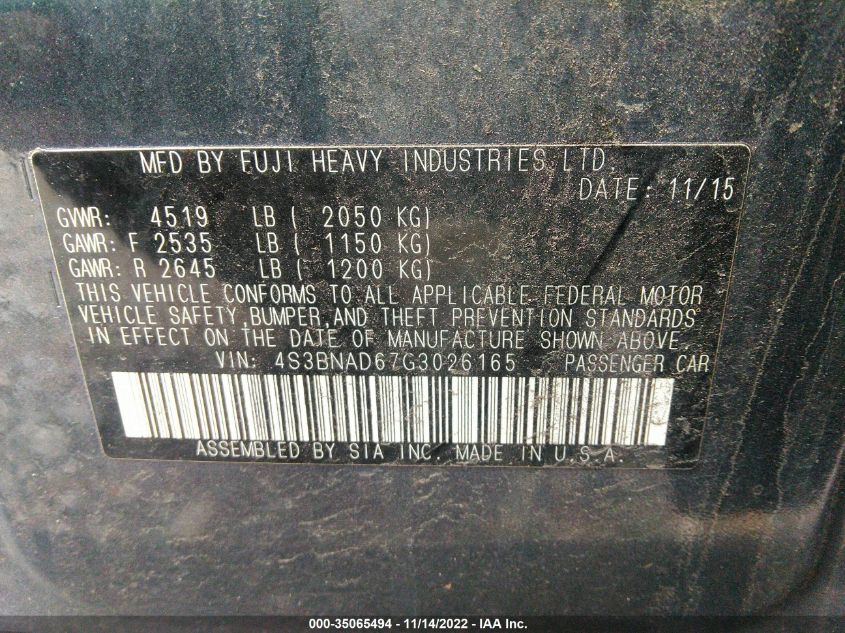 MFD BY FUJI HEAVY INDUSTRIES LTD.
DATE: 11/15
GVWR: 4519 LB ( 2050 KG)
GAWR: F 2535 LB ( 1150 KG)
GAWR: R 2645 LB ( 1200 KG)
THIS VEHICLE CONFORMS TO ALL APPLICABLE FEDERAL MOTOR
VEHICLE SAFETY,BUMPER,AND THEFT PREVENTION STANDARDS
IN EFFECT ON THE DATE OF MANUFACTURE SHOWN ABOVE.
VIN: 4S3BNAD67G3026165 PASSENGER CAR
ASSEMBLED BY SIA INC. MADE IN U.S.A.
000-35065494 - 11/14/2022 - IAA Inc.